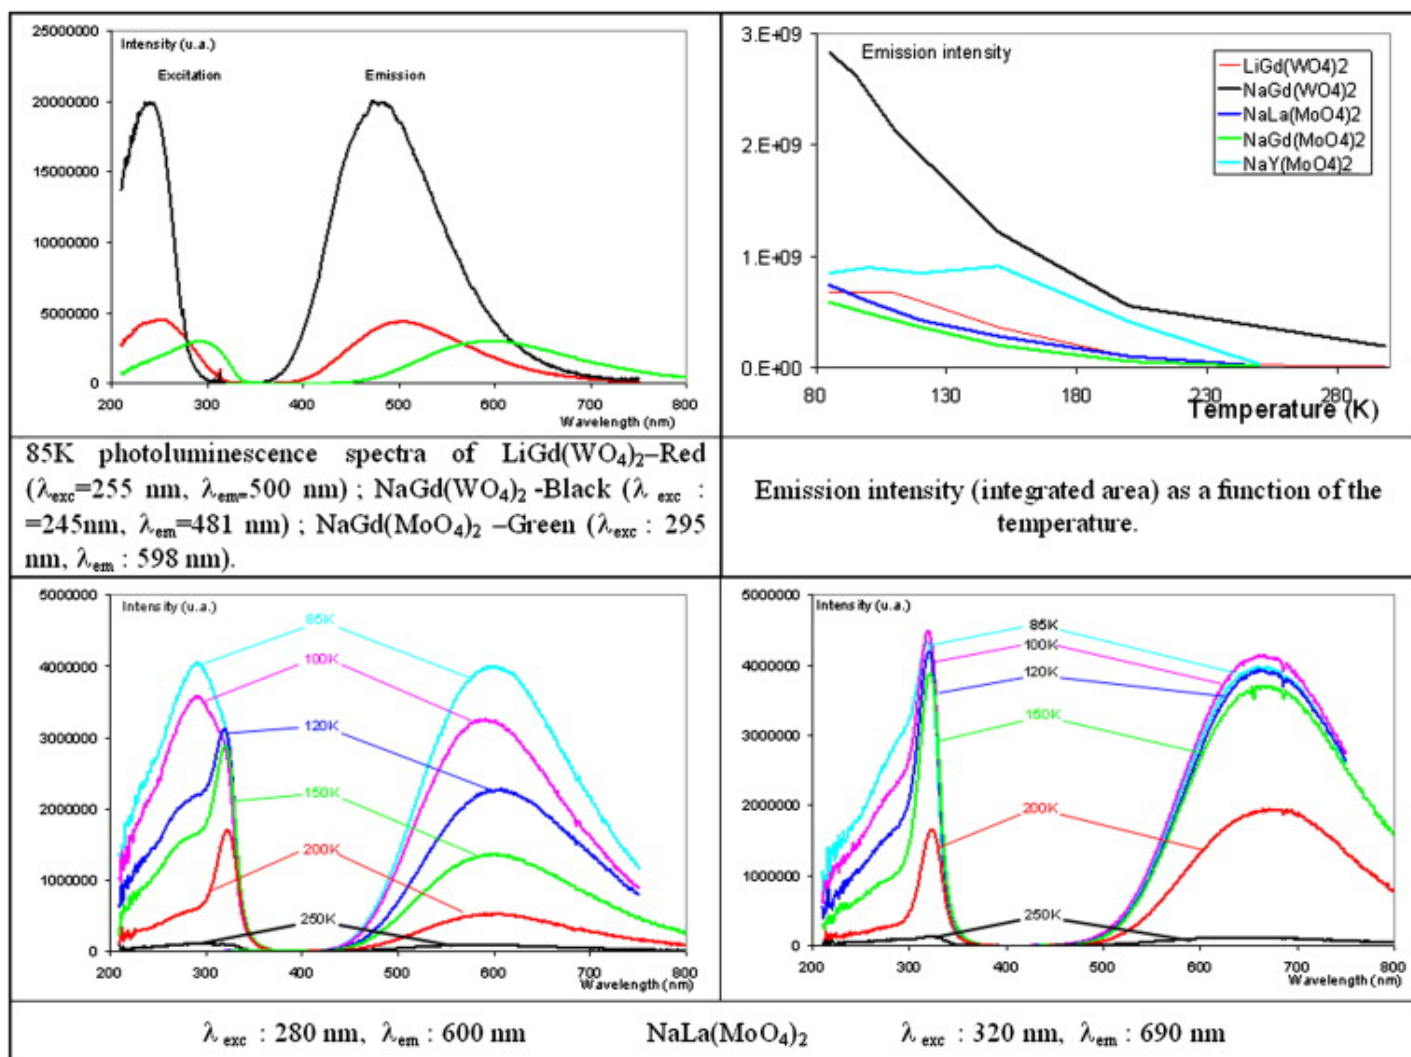 25000000
Intensity (u.a.)
Excitation
Emission
20000000
15000000
10000000
5000000
0
200 300 400 500 600 700 800
Wavelength (nm)
3.E+09
Emission intensity
LiGd(WO4)2
NaGd(WO4)2
NaLa(MoO4)2
NaGd(MoO4)2
NaY(MoO4)2
2.E+09
1.E+09
0.E+00
80 130 180 230 280
Temperature (K)
85K photoluminescence spectra of LiGd(WO₄)₂–Red
(λexc=255 nm, λem=500 nm) ; NaGd(WO₄)₂ -Black (λ exc :
=245nm, λem=481 nm) ; NaGd(MoO₄)₂ –Green (λexc : 295
nm, λem : 598 nm).
Emission intensity (integrated area) as a function of the
temperature.
5000000
Intensity (u.a.)
85K
4000000
100K
3000000
120K
2000000
150K
1000000
200K
250K
0
200 300 400 500 600 700 800
Wavelength (nm)
5000000
Intensity (u.a.)
85K
100K
4000000
120K
150K
3000000
2000000
200K
1000000
250K
0
200 300 400 500 600 700 800
Wavelength (nm)
λ exc : 280 nm, λem : 600 nm NaLa(MoO₄)₂ λ exc : 320 nm, λem : 690 nm